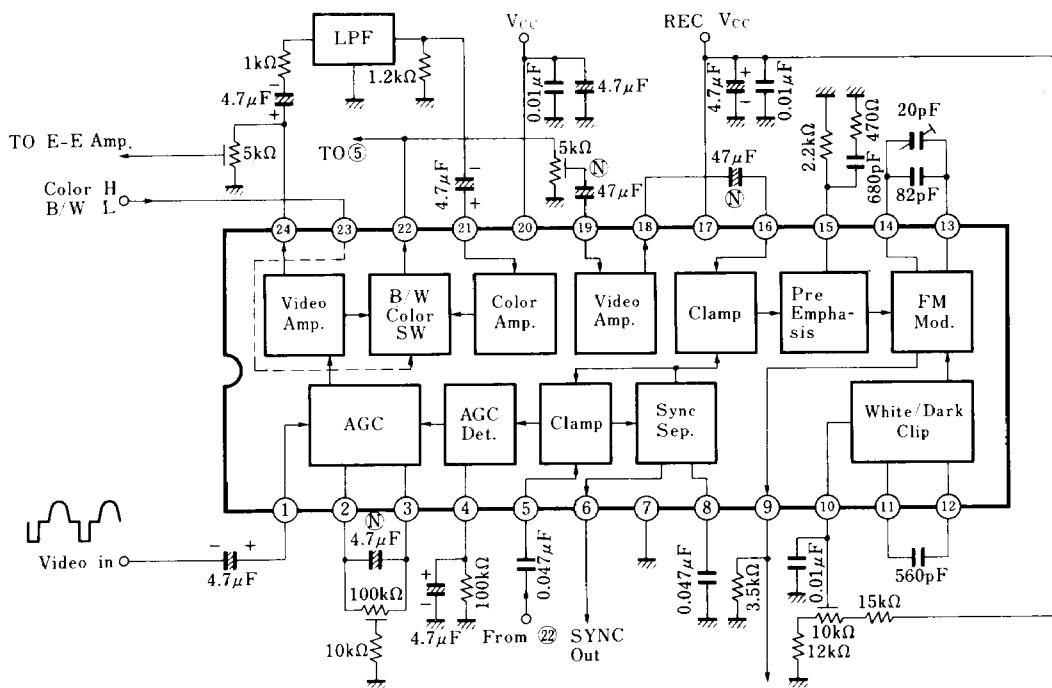 LPF
1kΩ
4.7μF
−
+
TO E-E Amp.
5kΩ
Color H
B/W L
1.2kΩ
TO ⑤
4.7μF
−
+
Vcc
0.01μF
4.7μF
5kΩ
Ⓝ
47μF
REC Vcc
4.7μF
+
−
0.01μF
47μF
Ⓝ
2.2kΩ
470Ω
680pF
20pF
82pF
24
23
22
21
20
19
18
17
16
15
14
13
Video
Amp.
B/W
Color
SW
Color
Amp.
Video
Amp.
Clamp
Pre
Empha-
sis
FM
Mod.
AGC
AGC
Det.
Clamp
Sync
Sep.
White/Dark
Clip
1
2
3
4
5
6
7
8
9
10
11
12
Video in
−
+
4.7μF
Ⓝ
4.7μF
100kΩ
10kΩ
+
−
4.7μF
100kΩ
0.047μF
From ㉒
SYNC
Out
0.047μF
3.5kΩ
0.01μF
560pF
15kΩ
10kΩ
12kΩ